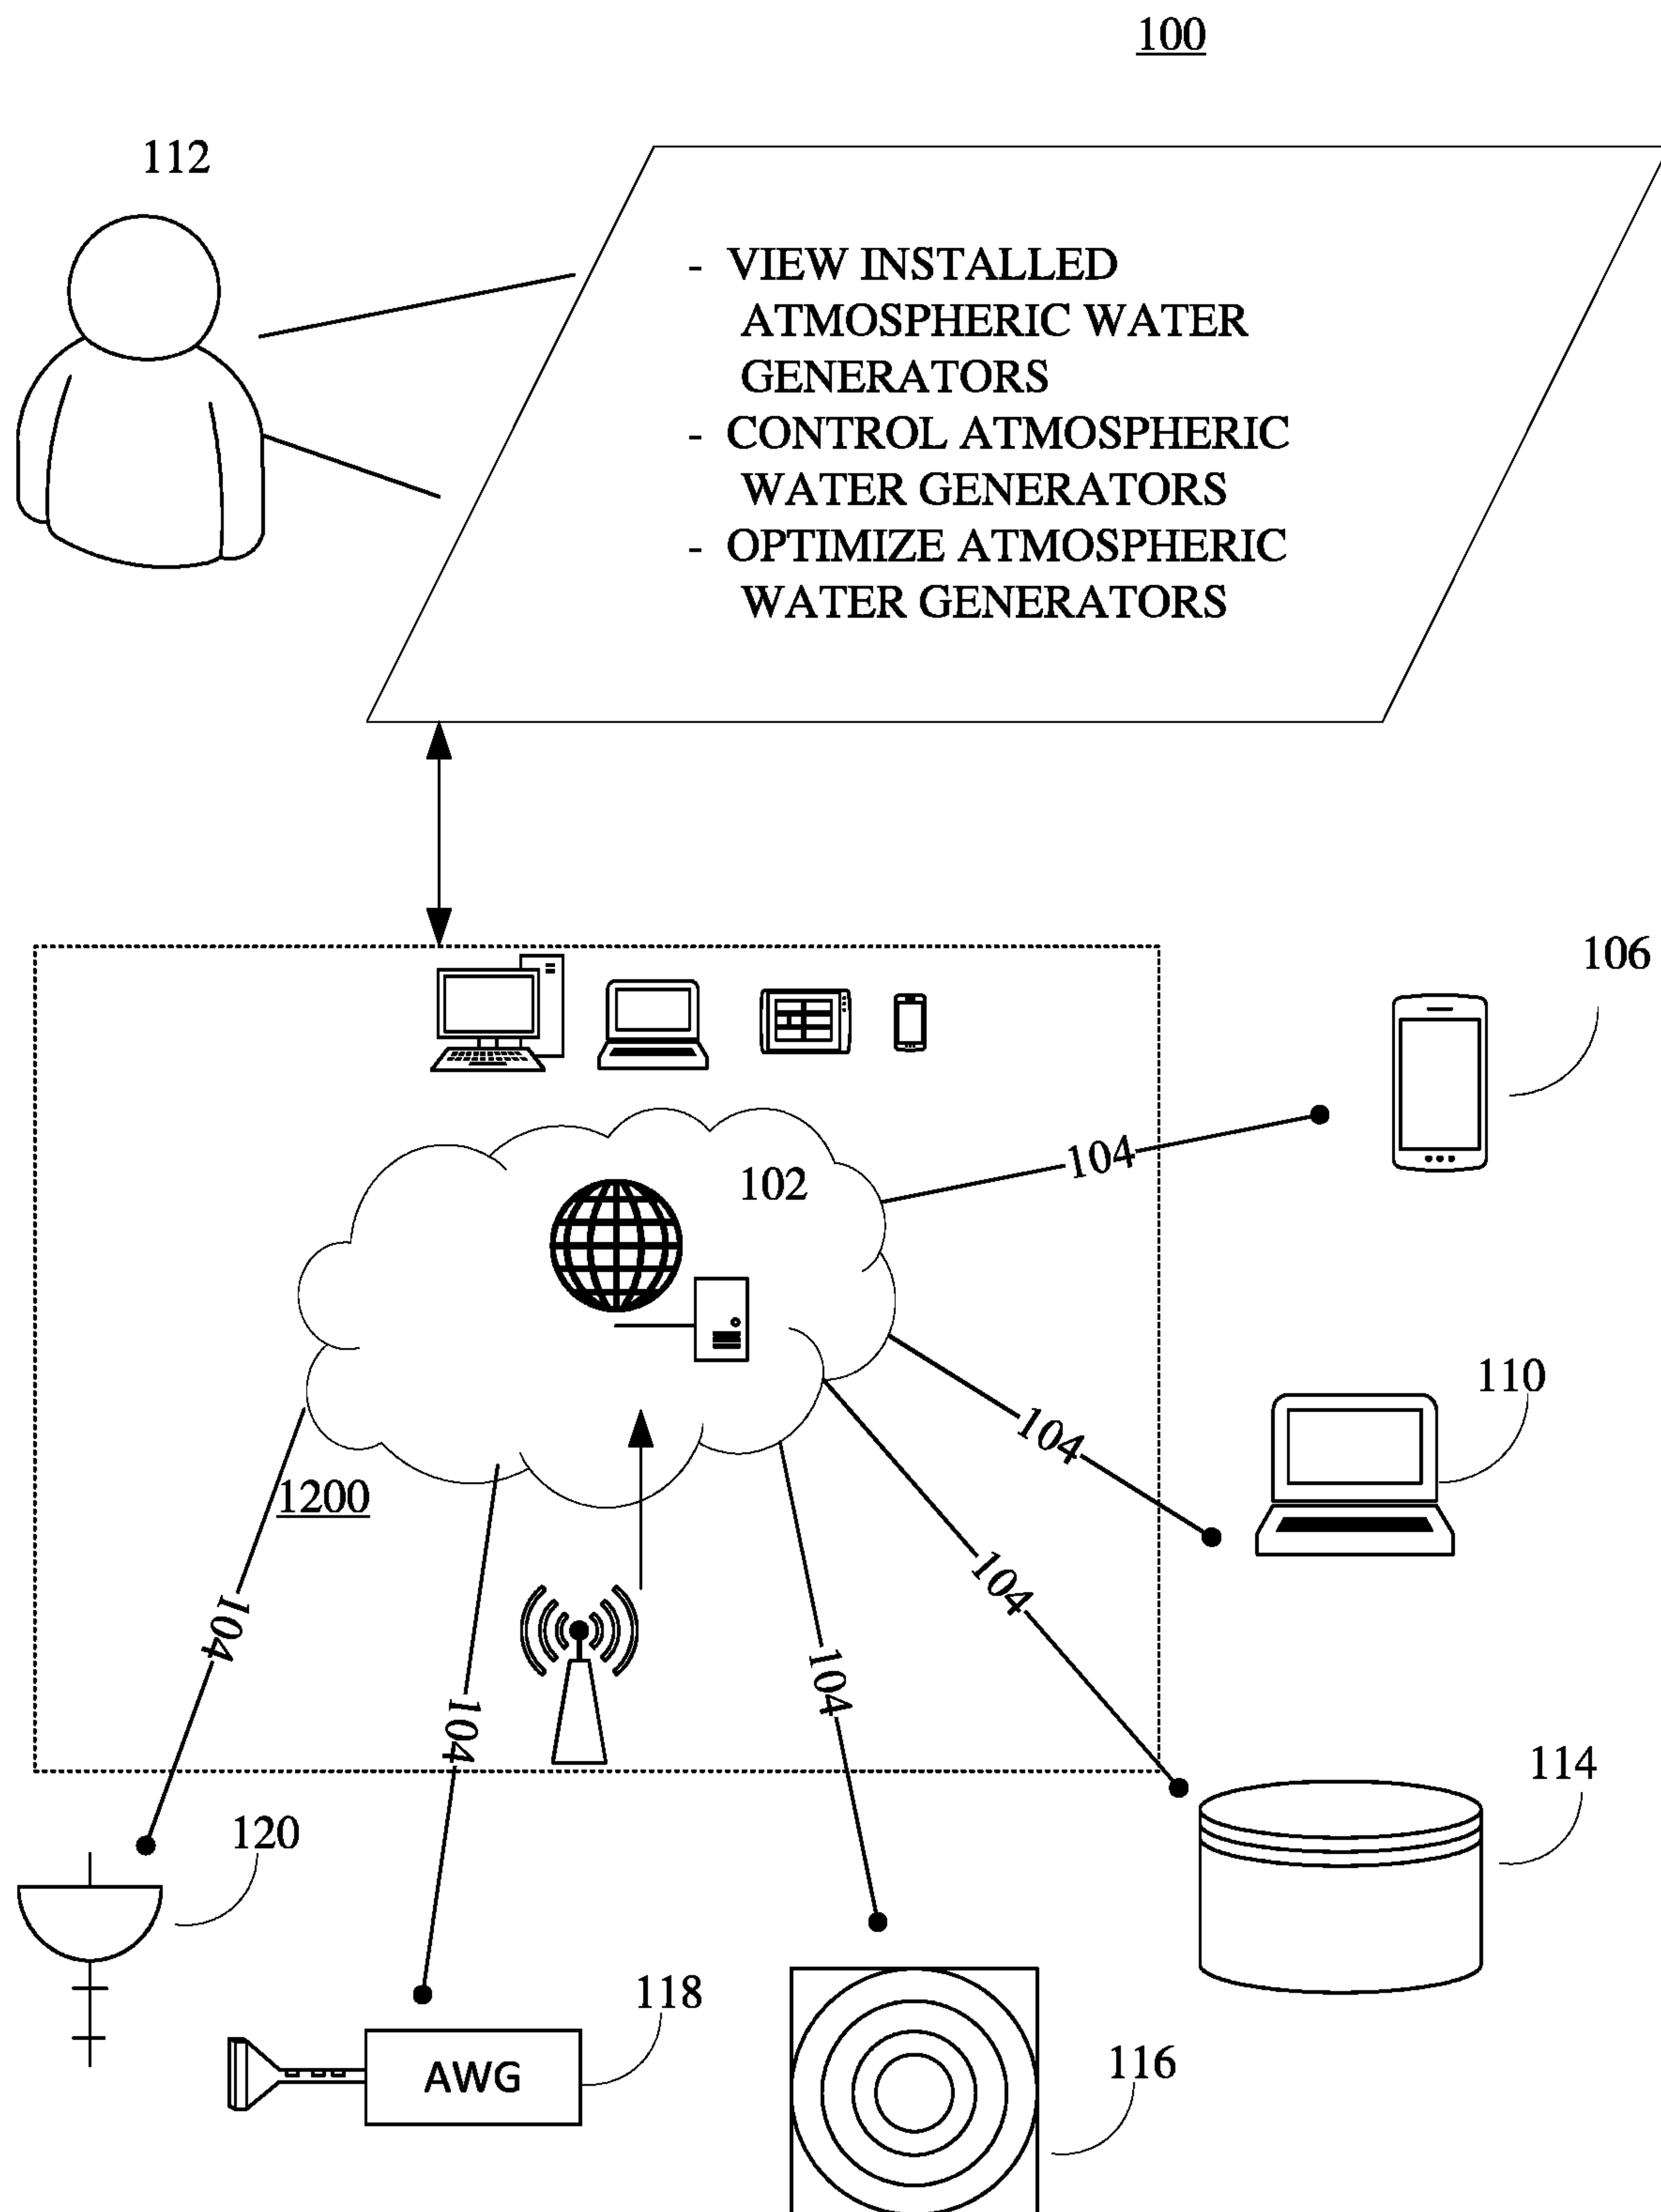 100
112
- VIEW INSTALLED
ATMOSPHERIC WATER
GENERATORS
- CONTROL ATMOSPHERIC
WATER GENERATORS
- OPTIMIZE ATMOSPHERIC
WATER GENERATORS
106
104
102
110
104
1200
104
104
104
104
114
120
118
AWG
116